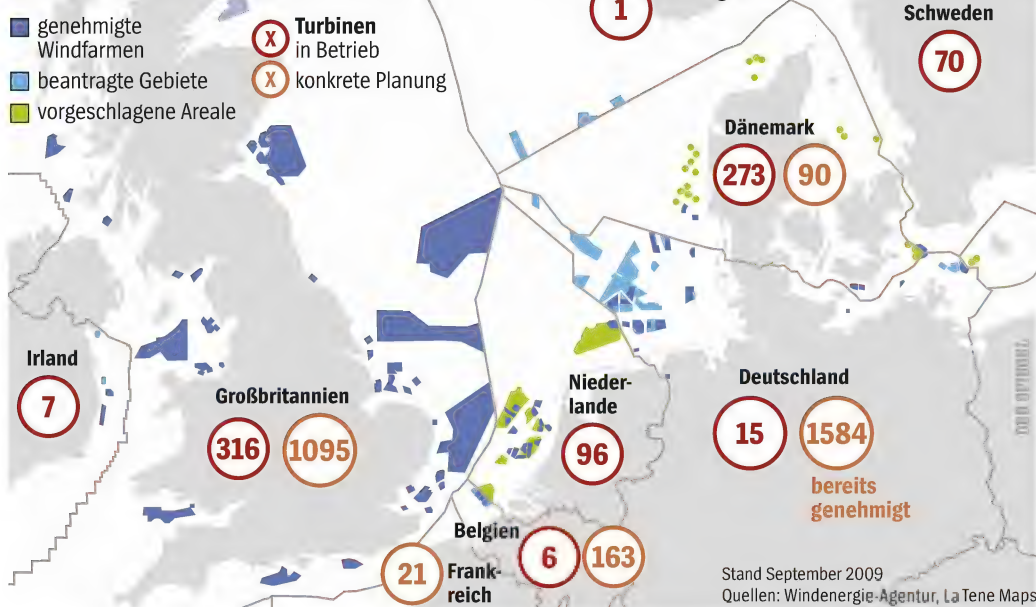 genehmigte
Windfarmen
beantragte Gebiete
vorgeschlagene Areale
X
Turbinen
in Betrieb
X
konkrete Planung
1
Schweden
70
Dänemark
273
90
Irland
7
Großbritannien
316
1095
Nieder-
lande
96
Deutschland
15
1584
bereits
genehmigt
Belgien
6
163
21
Frank-
reich
Stand September 2009
Quellen: Windenergie-Agentur, La Tene Maps